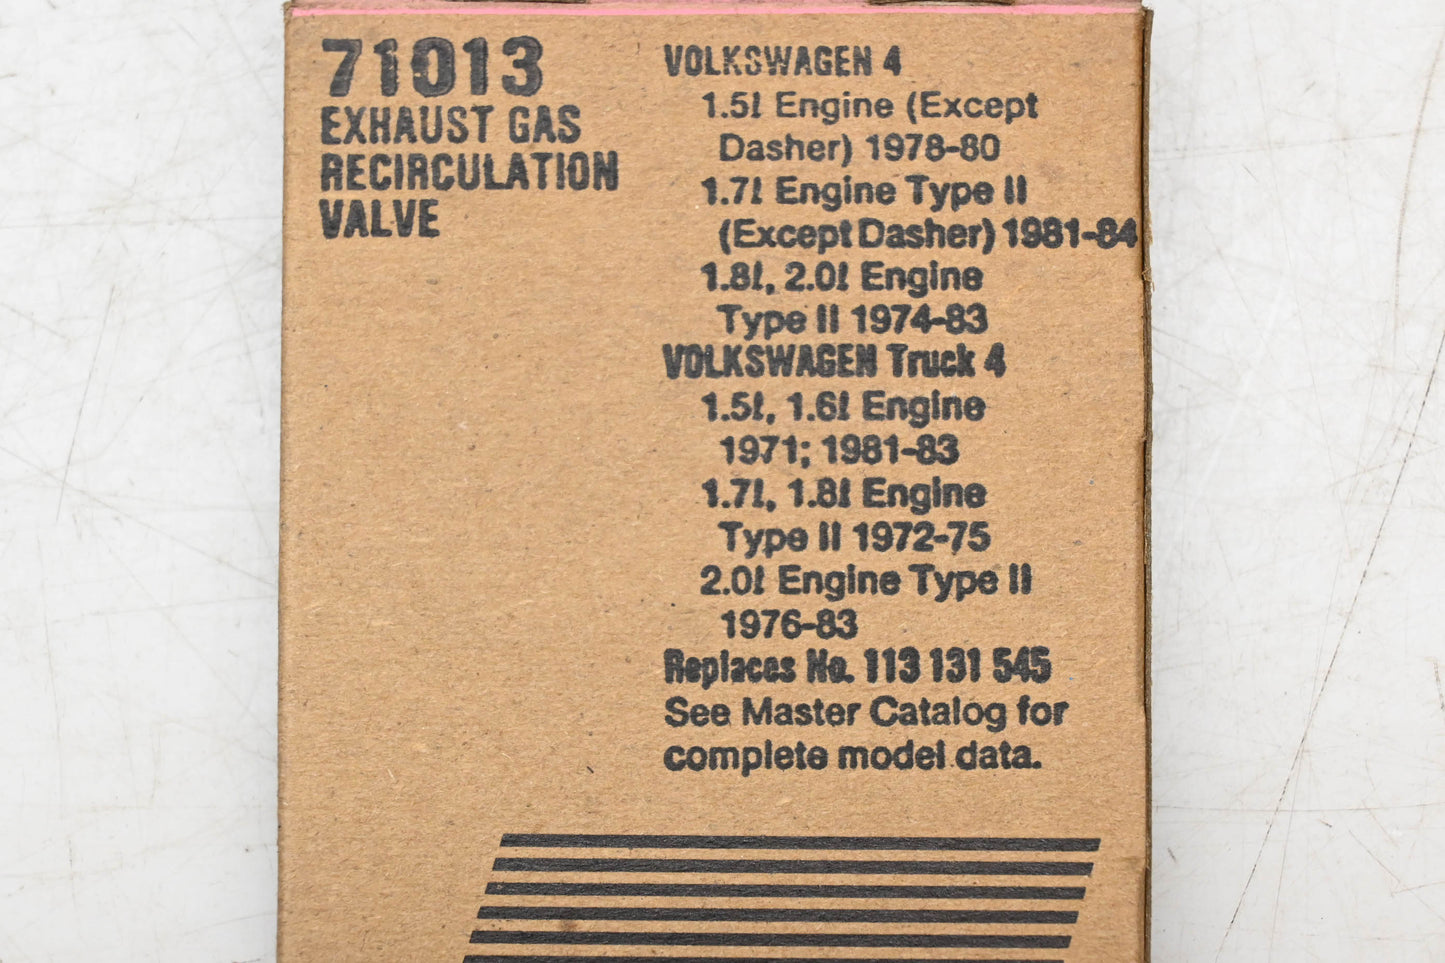 71013
EXHAUST GAS
RECIRCULATION
VALVE
VOLKSWAGEN 4
1.5l Engine (Except
Dasher) 1978-80
1.7l Engine Type II
(Except Dasher) 1981-84
1.8l, 2.0l Engine
Type II 1974-83
VOLKSWAGEN Truck 4
1.5l, 1.6l Engine
1971; 1981-83
1.7l, 1.8l Engine
Type II 1972-75
2.0l Engine Type II
1976-83
Replaces No. 113 131 545
See Master Catalog for
complete model data.